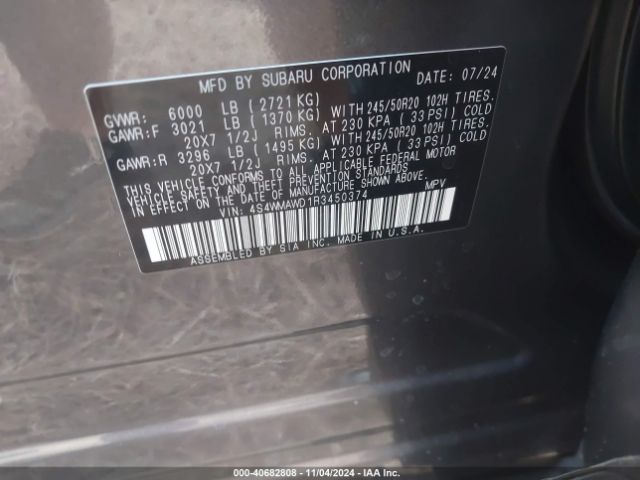 MFD BY SUBARU CORPORATION DATE: 07/24
GVWR: 6000 LB ( 2721 KG)
GAWR:F 3021 LB ( 1370 KG) WITH 245/50R20 102H TIRES.
20X7 1/2J RIMS. AT 230 KPA ( 33 PSI) COLD
GAWR:R 3296 LB ( 1495 KG) WITH 245/50R20 102H TIRES.
20X7 1/2J RIMS. AT 230 KPA ( 33 PSI) COLD
THIS VEHICLE CONFORMS TO ALL APPLICABLE FEDERAL MOTOR
VEHICLE SAFETY STANDARDS IN EFFECT ON THE DATE OF
MANUFACTURE SHOWN ABOVE.
VIN: 4S4WMAWD1R3450374 MPV
ASSEMBLED BY SIA INC. MADE IN U.S.A.
000-40682808 - 11/04/2024 - IAA Inc.